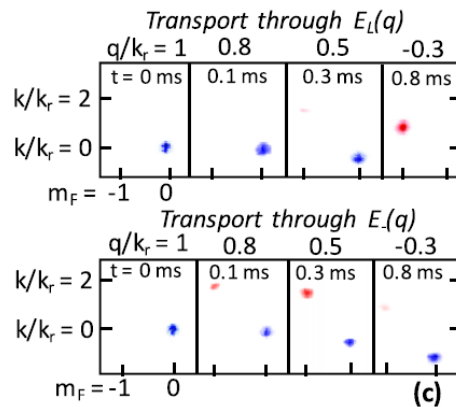 Transport through E_L(q)
q/k_r = 1 0.8 0.5 -0.3
t = 0 ms 0.1 ms 0.3 ms 0.8 ms
k/k_r = 2
k/k_r = 0
m_F = -1 0
Transport through E_-(q)
q/k_r = 1 0.8 0.5 -0.3
t = 0 ms 0.1 ms 0.3 ms 0.8 ms
k/k_r = 2
k/k_r = 0
m_F = -1 0 (c)